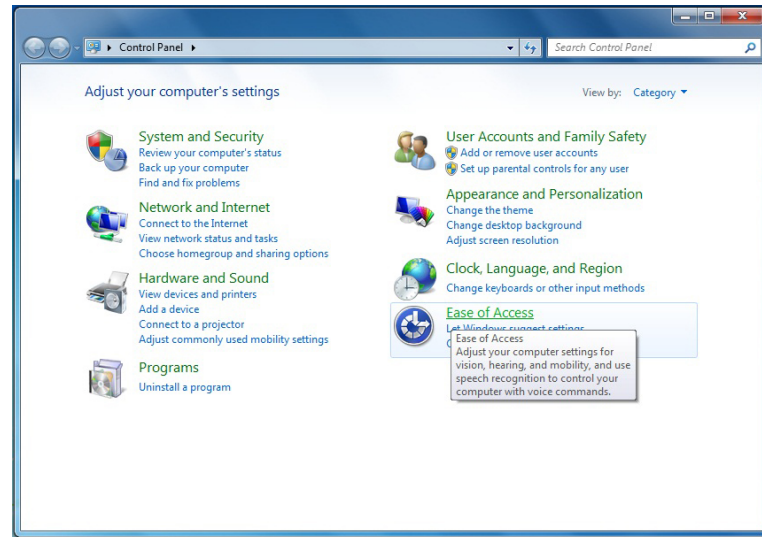 Control Panel
Search Control Panel
Adjust your computer's settings
View by: Category
System and Security
Review your computer's status
Back up your computer
Find and fix problems
Network and Internet
Connect to the Internet
View network status and tasks
Choose homegroup and sharing options
Hardware and Sound
View devices and printers
Add a device
Connect to a projector
Adjust commonly used mobility settings
Programs
Uninstall a program
User Accounts and Family Safety
Add or remove user accounts
Set up parental controls for any user
Appearance and Personalization
Change the theme
Change desktop background
Adjust screen resolution
Clock, Language, and Region
Change keyboards or other input methods
Ease of Access
Let Windows suggest settings
Ease of Access
Adjust your computer settings for
vision, hearing, and mobility, and use
speech recognition to control your
computer with voice commands.